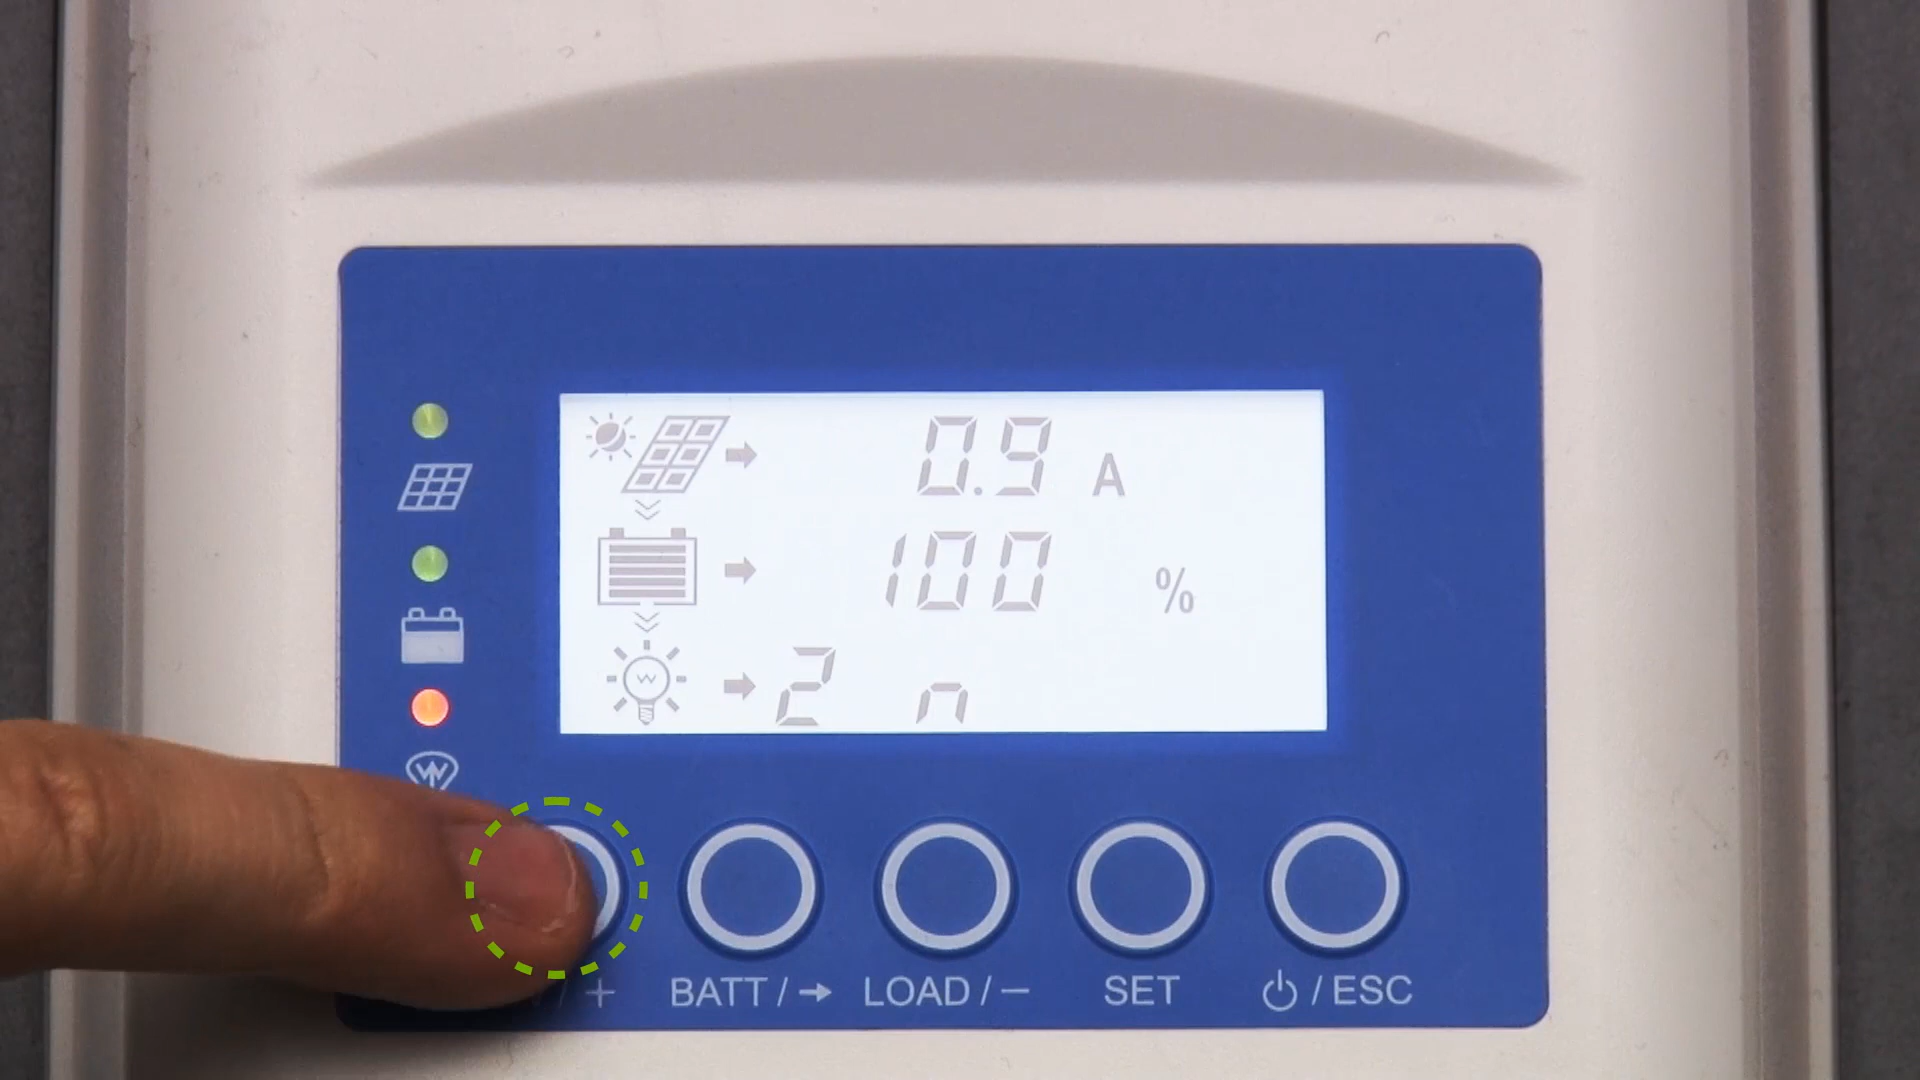 0.9 A
100 %
2 n
/ + BATT / → LOAD / − SET ⏻ / ESC